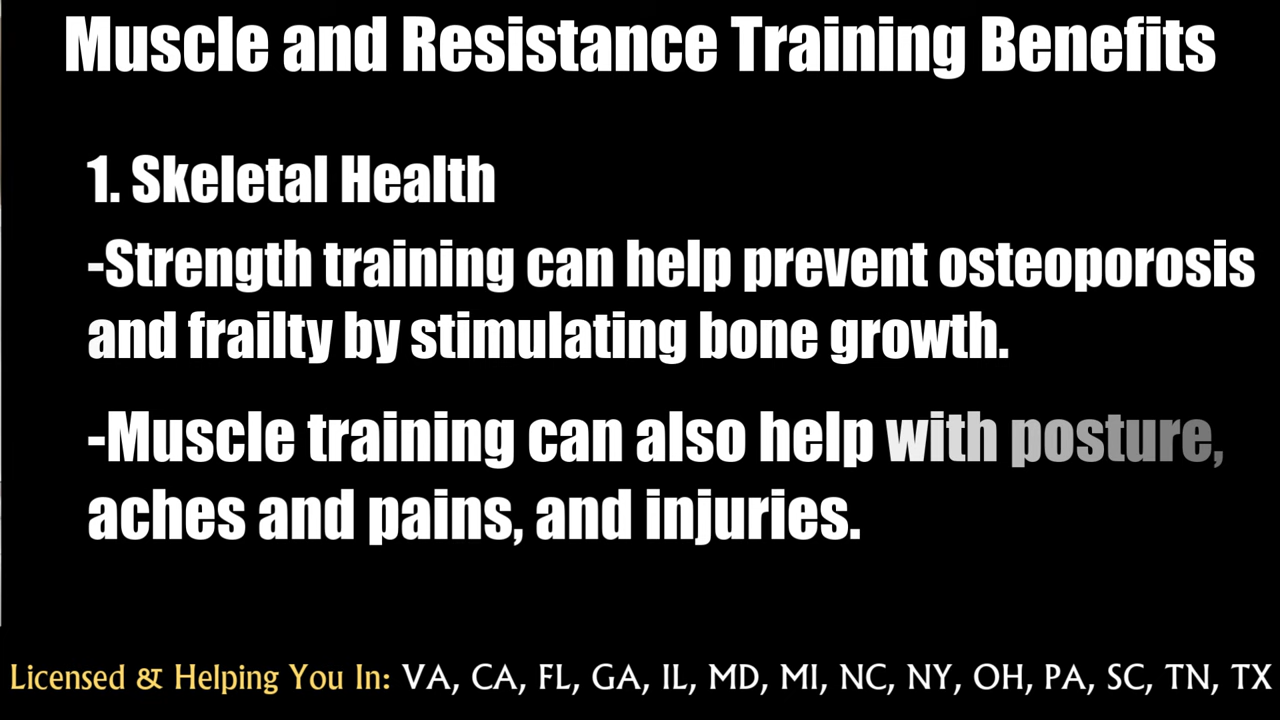 Muscle and Resistance Training Benefits
1. Skeletal Health
-Strength training can help prevent osteoporosis
and frailty by stimulating bone growth.
-Muscle training can also help with posture,
aches and pains, and injuries.
Licensed & Helping You In: VA, CA, FL, GA, IL, MD, MI, NC, NY, OH, PA, SC, TN, TX